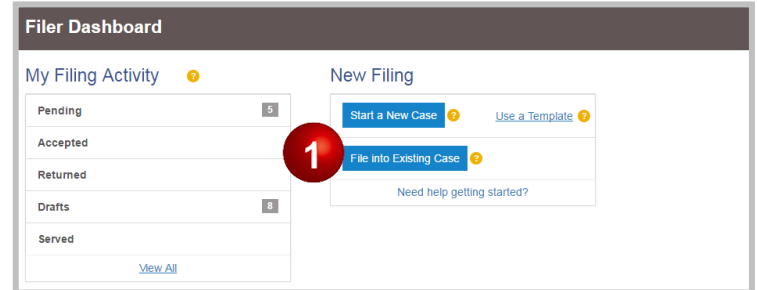 Filer Dashboard
My Filing Activity ?
Pending 5
Accepted
Returned
Drafts 8
Served
View All
New Filing
Start a New Case ? Use a Template ?
1 File into Existing Case ?
Need help getting started?